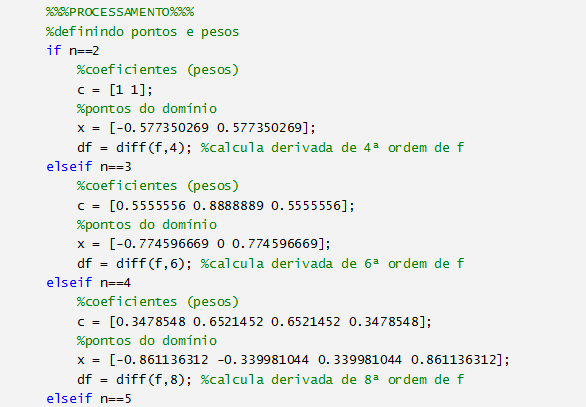 %%%PROCESSAMENTO%%%
%definindo pontos e pesos
if n==2
%coeficientes (pesos)
c = [1 1];
%pontos do domínio
x = [-0.577350269 0.577350269];
df = diff(f,4); %calcula derivada de 4ª ordem de f
elseif n==3
%coeficientes (pesos)
c = [0.5555556 0.8888889 0.5555556];
%pontos do domínio
x = [-0.774596669 0 0.774596669];
df = diff(f,6); %calcula derivada de 6ª ordem de f
elseif n==4
%coeficientes (pesos)
c = [0.3478548 0.6521452 0.6521452 0.3478548];
%pontos do domínio
x = [-0.861136312 -0.339981044 0.339981044 0.861136312];
df = diff(f,8); %calcula derivada de 8ª ordem de f
elseif n==5